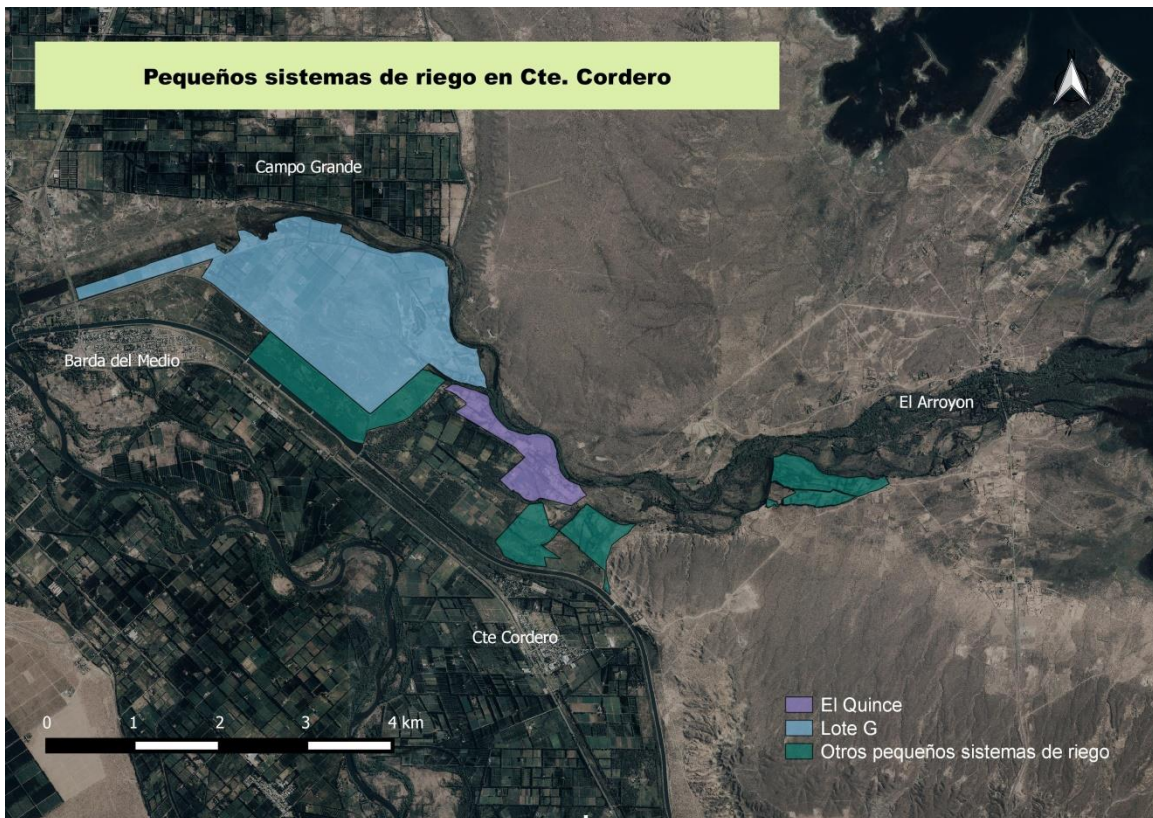 Pequeños sistemas de riego en Cte. Cordero
N
Campo Grande
Barda del Medio
El Arroyon
Cte Cordero
0 1 2 3 4 km
El Quince
Lote G
Otros pequeños sistemas de riego